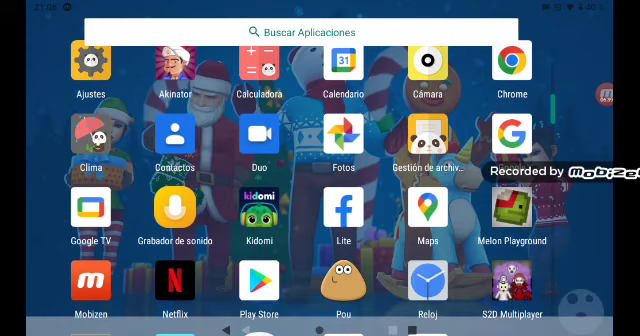 21:06
Buscar Aplicaciones
31
Ajustes
Akinator
Calculadora
Calendario
Cámara
Chrome
Clima
Contactos
Duo
Fotos
Gestión de archiv...
Recorded by mobizen
kidomi
Google TV
Grabador de sonido
Kidomi
Lite
Maps
Melon Playground
Mobizen
Netflix
Play Store
Pou
Reloj
S2D Multiplayer